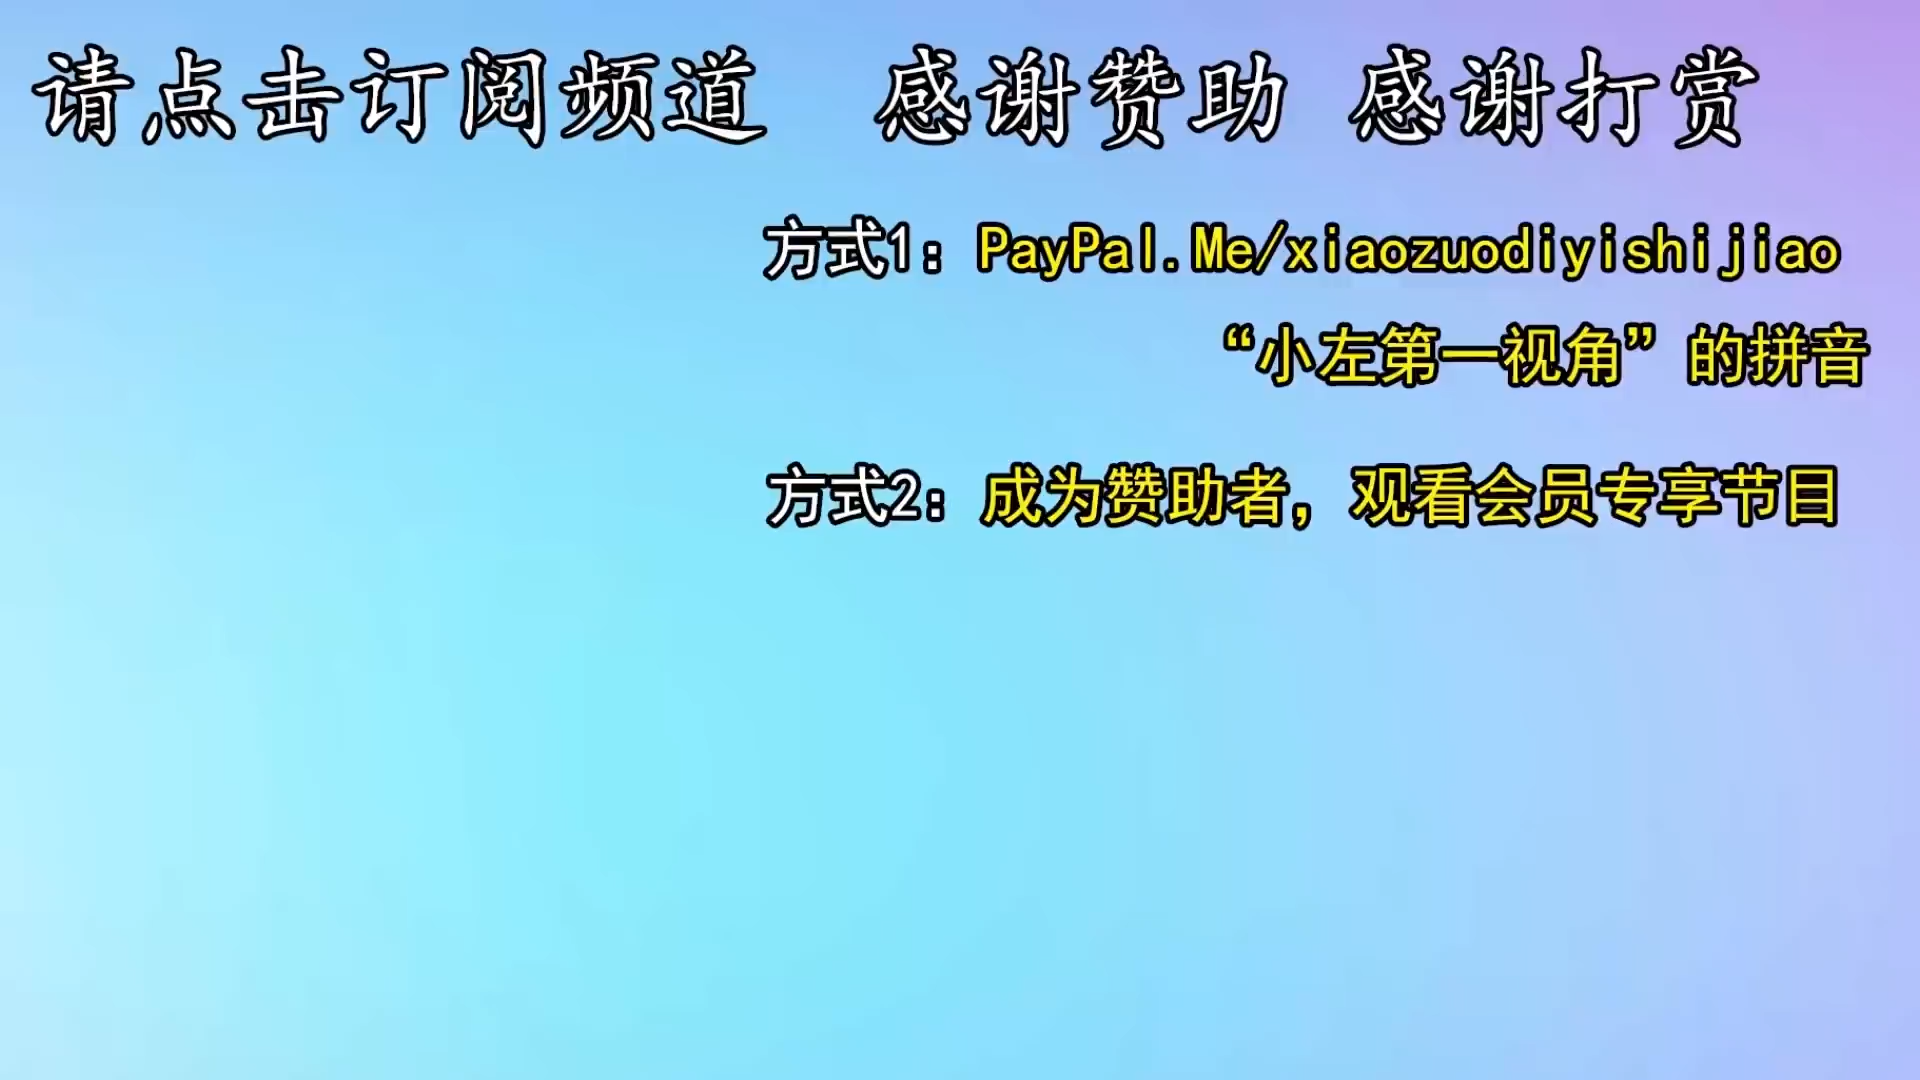 请点击订阅频道 感谢赞助 感谢打赏
方式1：PayPal.Me/xiaozuodiyishijiao
“小左第一视角”的拼音
方式2：成为赞助者，观看会员专享节目